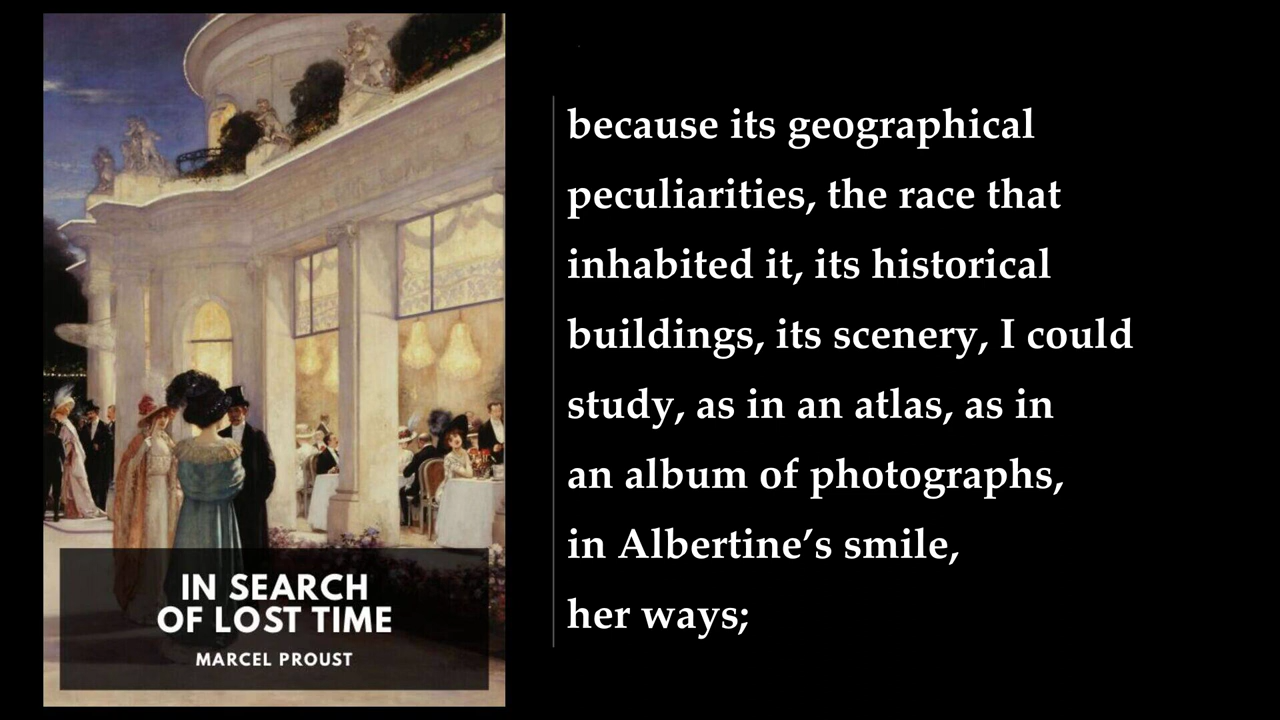 IN SEARCH
OF LOST TIME
MARCEL PROUST
because its geographical
peculiarities, the race that
inhabited it, its historical
buildings, its scenery, I could
study, as in an atlas, as in
an album of photographs,
in Albertine’s smile,
her ways;